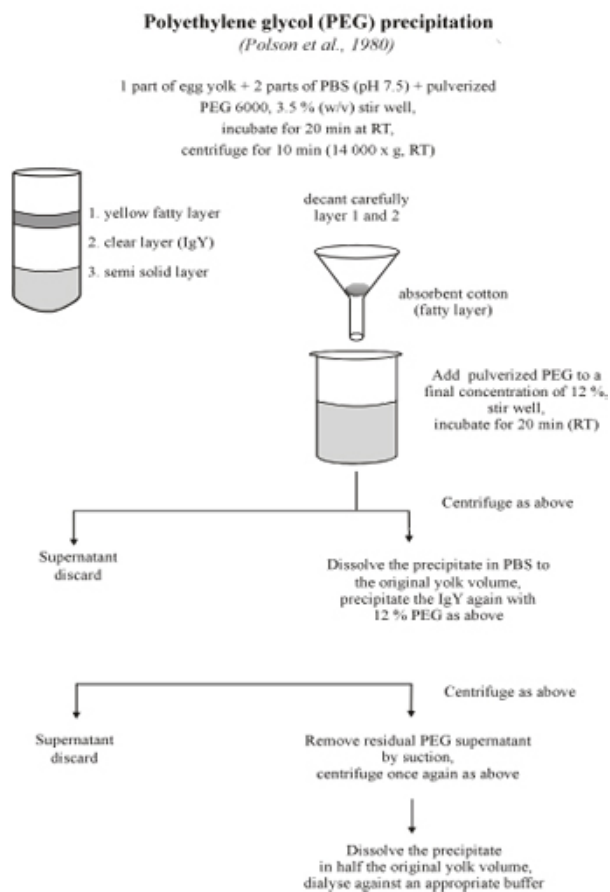 Polyethylene glycol (PEG) precipitation
(Polson et al., 1980)
1 part of egg yolk + 2 parts of PBS (pH 7.5) + pulverized
PEG 6000, 3.5 % (w/v) stir well,
incubate for 20 min at RT,
centrifuge for 10 min (14 000 x g, RT)
1. yellow fatty layer
2. clear layer (IgY)
3. semi solid layer
decant carefully
layer 1 and 2
absorbent cotton
(fatty layer)
Add pulverized PEG to a
final concentration of 12 %,
stir well,
incubate for 20 min (RT)
Centrifuge as above
Supernatant
discard
Dissolve the precipitate in PBS to
the original yolk volume,
precipitate the IgY again with
12 % PEG as above
Centrifuge as above
Supernatant
discard
Remove residual PEG supernatant
by suction,
centrifuge once again as above
Dissolve the precipitate
in half the original yolk volume,
dialyse against an appropriate buffer